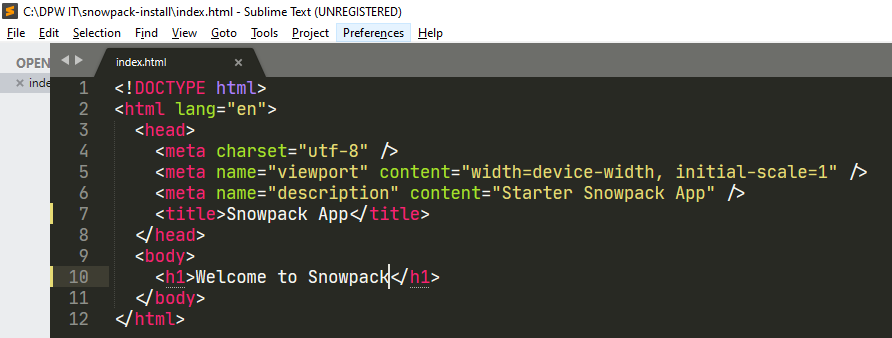 C:\DPW IT\snowpack-install\index.html - Sublime Text (UNREGISTERED)
File Edit Selection Find View Goto Tools Project Preferences Help
OPEN
index.html ×
× inde
1 <!DOCTYPE html>
2 <html lang="en">
3 <head>
4 <meta charset="utf-8" />
5 <meta name="viewport" content="width=device-width, initial-scale=1" />
6 <meta name="description" content="Starter Snowpack App" />
7 <title>Snowpack App</title>
8 </head>
9 <body>
10 <h1>Welcome to Snowpack</h1>
11 </body>
12 </html>